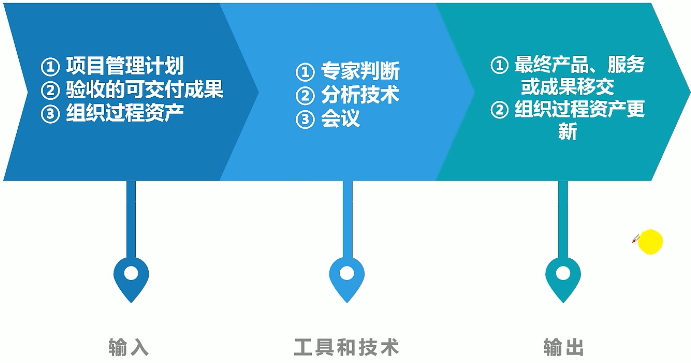 ① 项目管理计划
② 验收的可交付成果
③ 组织过程资产
① 专家判断
② 分析技术
③ 会议
① 最终产品、服务
或成果移交
② 组织过程资产更
新
输入
工具和技术
输出